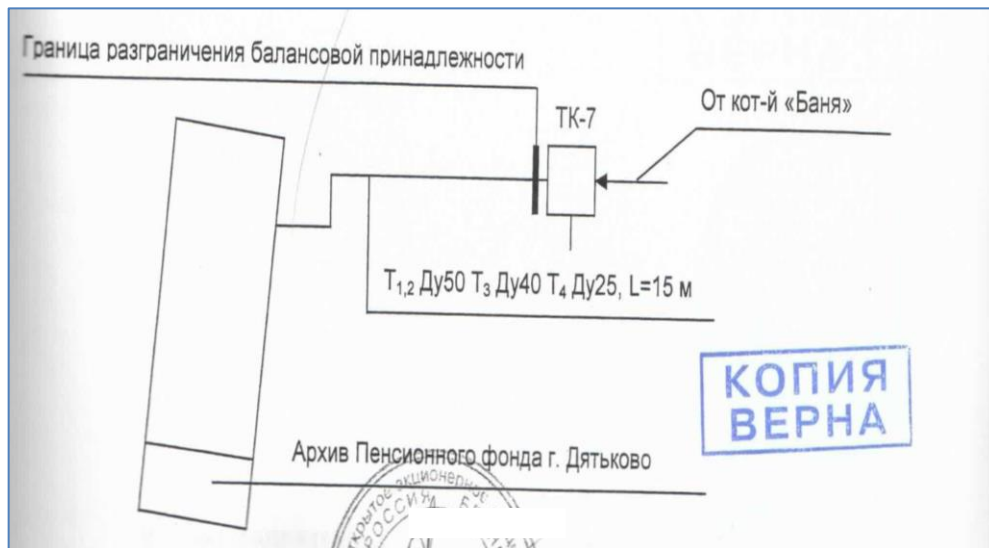 Граница разграничения балансовой принадлежности
ТК-7
От кот-й «Баня»
Т1,2 Ду50 Т3 Ду40 Т4 Ду25, L=15 м
КОПИЯ
ВЕРНА
Архив Пенсионного фонда г. Дятьково
РОССИЯ